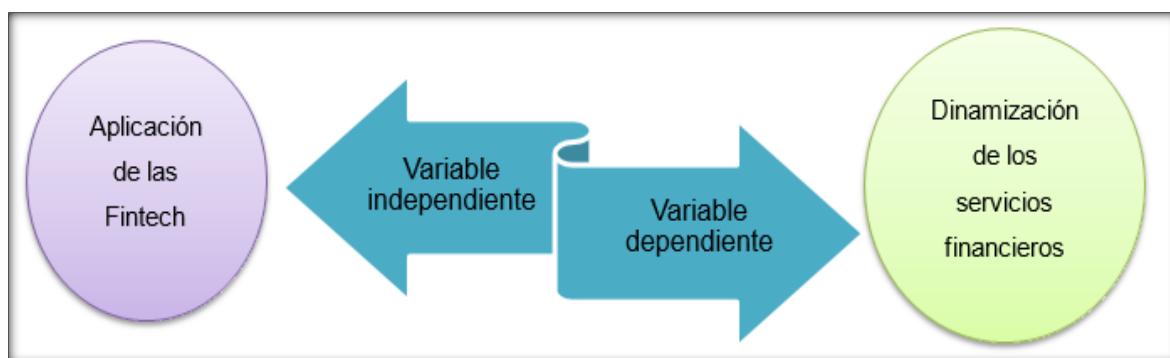 Aplicación
de las
Fintech
Variable
independiente
Variable
dependiente
Dinamización
de los
servicios
financieros